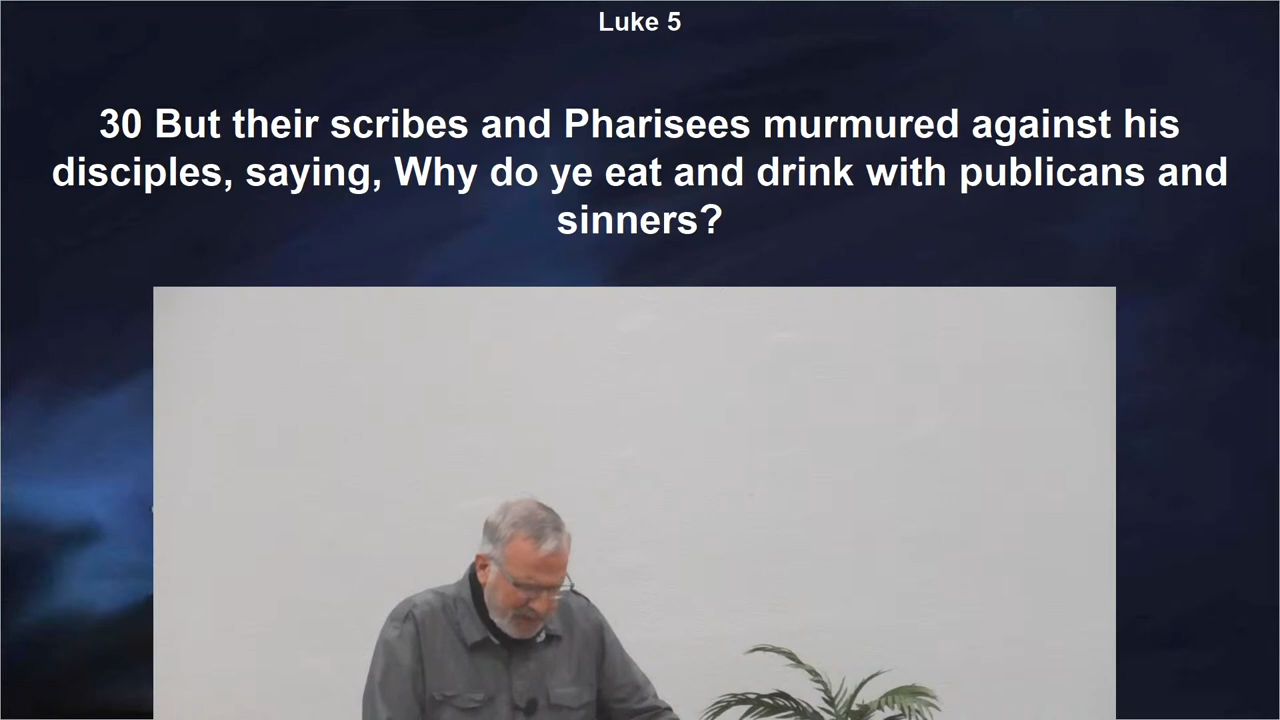 Luke 5
30 But their scribes and Pharisees murmured against his
disciples, saying, Why do ye eat and drink with publicans and
sinners?